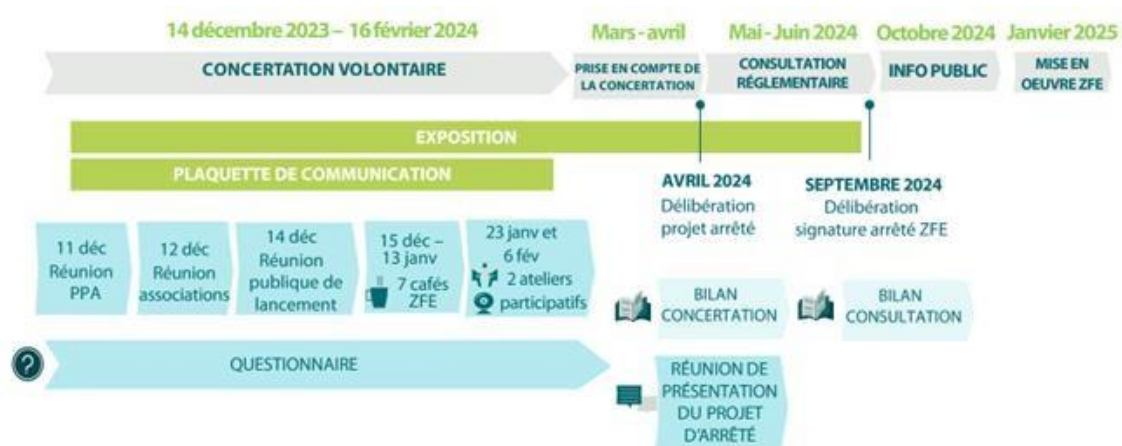 14 décembre 2023 – 16 février 2024
Mars - avril
Mai - Juin 2024
Octobre 2024
Janvier 2025
CONCERTATION VOLONTAIRE
PRISE EN COMPTE DE
LA CONCERTATION
CONSULTATION
RÉGLEMENTAIRE
INFO PUBLIC
MISE EN
OEUVRE ZFE
EXPOSITION
PLAQUETTE DE COMMUNICATION
AVRIL 2024
Délibération
projet arrêté
SEPTEMBRE 2024
Délibération
signature arrêté ZFE
11 déc
Réunion
PPA
12 déc
Réunion
associations
14 déc
Réunion
publique de
lancement
15 déc –
13 janv
7 cafés
ZFE
23 janv et
6 fév
2 ateliers
participatifs
BILAN
CONCERTATION
BILAN
CONSULTATION
?
QUESTIONNAIRE
RÉUNION DE
PRÉSENTATION
DU PROJET
D'ARRÊTÉ